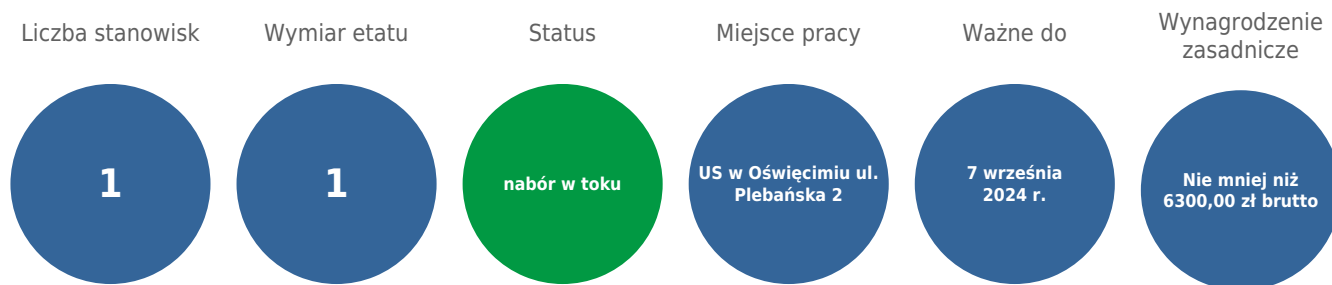 Liczba stanowisk
1
Wymiar etatu
1
Status
nabór w toku
Miejsce pracy
US w Oświęcimiu ul.
Plebańska 2
Ważne do
7 września
2024 r.
Wynagrodzenie
zasadnicze
Nie mniej niż
6300,00 zł brutto